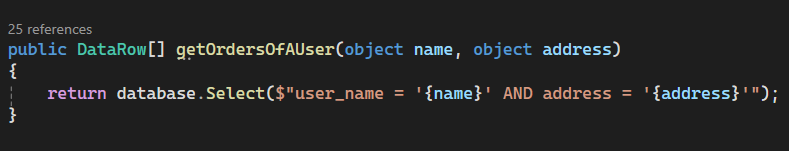 25 references
public DataRow[] getOrdersOfAUser(object name, object address)
{
return database.Select($"user_name = '{name}' AND address = '{address}'");
}